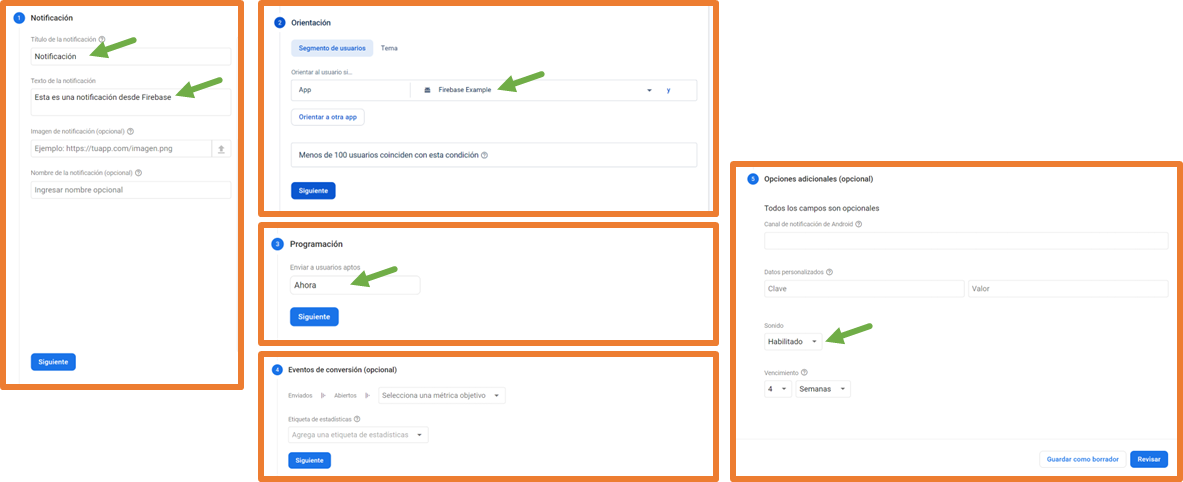 1 Notificación
Título de la notificación
Notificación
Texto de la notificación
Esta es una notificación desde Firebase
Imagen de notificación (opcional)
Ejemplo: https://tuapp.com/imagen.png
Nombre de la notificación (opcional)
Ingresar nombre opcional
Siguiente
2 Orientación
Segmento de usuarios Tema
Orientar al usuario si...
App Firebase Example y
Orientar a otra app
Menos de 100 usuarios coinciden con esta condición
Siguiente
3 Programación
Enviar a usuarios aptos
Ahora
Siguiente
4 Eventos de conversión (opcional)
Enviados Abiertos Selecciona una métrica objetivo
Etiqueta de estadísticas
Agrega una etiqueta de estadísticas
Siguiente
5 Opciones adicionales (opcional)
Todos los campos son opcionales
Canal de notificación de Android
Datos personalizados
Clave Valor
Sonido
Habilitado
Vencimiento
4 Semanas
Guardar como borrador Revisar